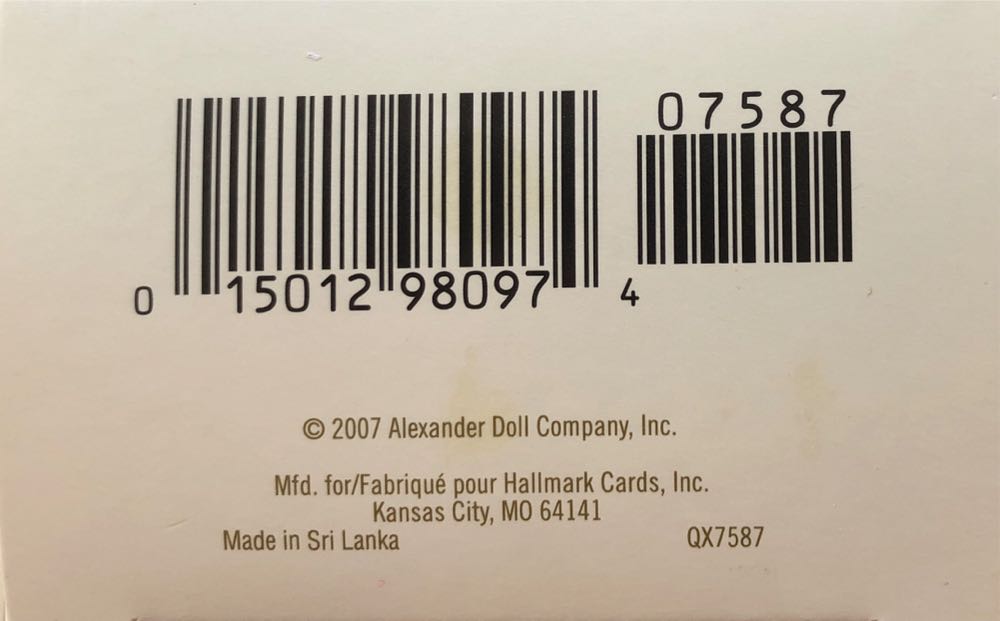 07587
0 15012 98097 4
© 2007 Alexander Doll Company, Inc.
Mfd. for/Fabriqué pour Hallmark Cards, Inc.
Kansas City, MO 64141
Made in Sri Lanka QX7587